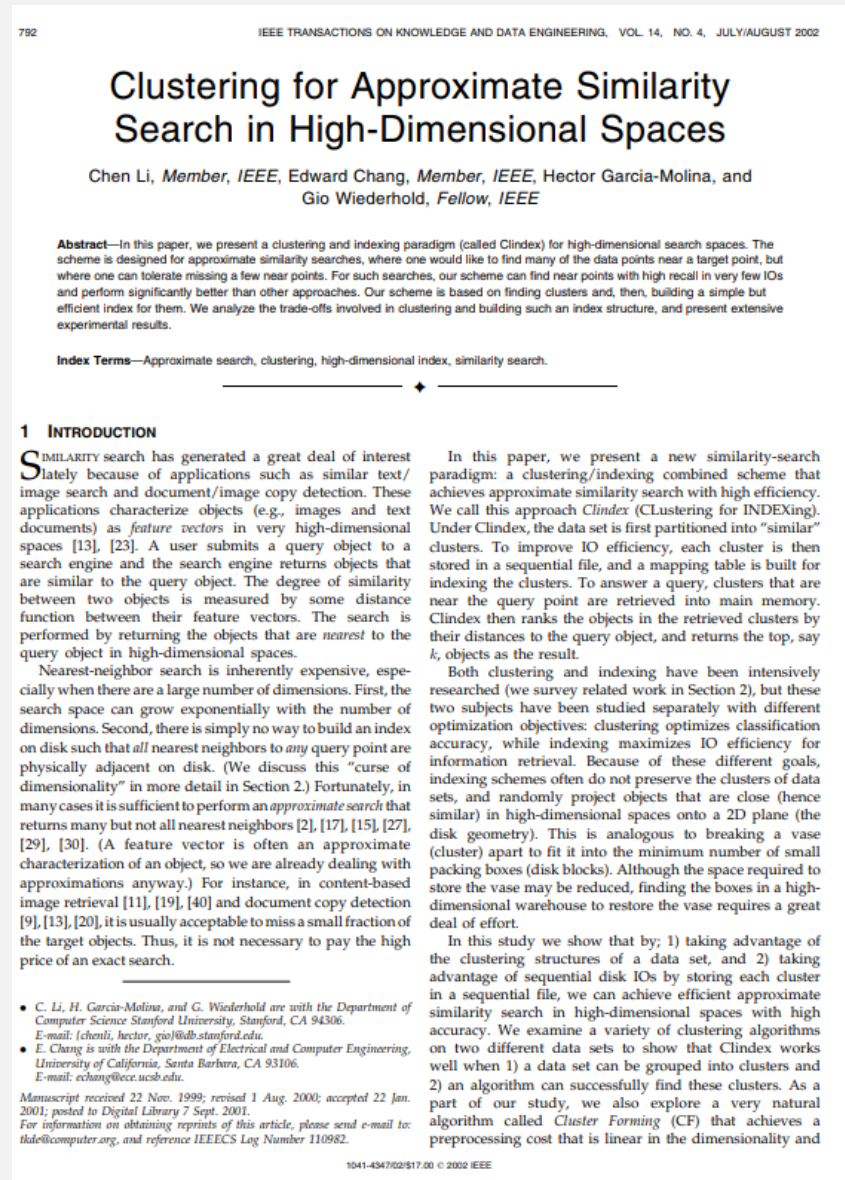 792
IEEE TRANSACTIONS ON KNOWLEDGE AND DATA ENGINEERING, VOL. 14, NO. 4, JULY/AUGUST 2002
Clustering for Approximate Similarity
Search in High-Dimensional Spaces
Chen Li, Member, IEEE, Edward Chang, Member, IEEE, Hector Garcia-Molina, and
Gio Wiederhold, Fellow, IEEE
Abstract—In this paper, we present a clustering and indexing paradigm (called Clindex) for high-dimensional search spaces. The
scheme is designed for approximate similarity searches, where one would like to find many of the data points near a target point, but
where one can tolerate missing a few near points. For such searches, our scheme can find near points with high recall in very few IOs
and perform significantly better than other approaches. Our scheme is based on finding clusters and, then, building a simple but
efficient index for them. We analyze the trade-offs involved in clustering and building such an index structure, and present extensive
experimental results.
Index Terms—Approximate search, clustering, high-dimensional index, similarity search.
1 INTRODUCTION
SIMILARITY search has generated a great deal of interest
lately because of applications such as similar text/
image search and document/image copy detection. These
applications characterize objects (e.g., images and text
documents) as feature vectors in very high-dimensional
spaces [13], [23]. A user submits a query object to a
search engine and the search engine returns objects that
are similar to the query object. The degree of similarity
between two objects is measured by some distance
function between their feature vectors. The search is
performed by returning the objects that are nearest to the
query object in high-dimensional spaces.
Nearest-neighbor search is inherently expensive, espe-
cially when there are a large number of dimensions. First, the
search space can grow exponentially with the number of
dimensions. Second, there is simply no way to build an index
on disk such that all nearest neighbors to any query point are
physically adjacent on disk. (We discuss this "curse of
dimensionality" in more detail in Section 2.) Fortunately, in
many cases it is sufficient to perform an approximate search that
returns many but not all nearest neighbors [2], [17], [15], [27],
[29], [30]. (A feature vector is often an approximate
characterization of an object, so we are already dealing with
approximations anyway.) For instance, in content-based
image retrieval [11], [19], [40] and document copy detection
[9], [13], [20], it is usually acceptable to miss a small fraction of
the target objects. Thus, it is not necessary to pay the high
price of an exact search.
• C. Li, H. Garcia-Molina, and G. Wiederhold are with the Department of
Computer Science Stanford University, Stanford, CA 94306.
E-mail: {chenli, hector, gio}@db.stanford.edu.
• E. Chang is with the Department of Electrical and Computer Engineering,
University of California, Santa Barbara, CA 93106.
E-mail: echang@ece.ucsb.edu.
Manuscript received 22 Nov. 1999; revised 1 Aug. 2000; accepted 22 Jan.
2001; posted to Digital Library 7 Sept. 2001.
For information on obtaining reprints of this article, please send e-mail to:
tkde@computer.org, and reference IEEECS Log Number 110982.
In this paper, we present a new similarity-search
paradigm: a clustering/indexing combined scheme that
achieves approximate similarity search with high efficiency.
We call this approach Clindex (CLustering for INDEXing).
Under Clindex, the data set is first partitioned into "similar"
clusters. To improve IO efficiency, each cluster is then
stored in a sequential file, and a mapping table is built for
indexing the clusters. To answer a query, clusters that are
near the query point are retrieved into main memory.
Clindex then ranks the objects in the retrieved clusters by
their distances to the query object, and returns the top, say
k, objects as the result.
Both clustering and indexing have been intensively
researched (we survey related work in Section 2), but these
two subjects have been studied separately with different
optimization objectives: clustering optimizes classification
accuracy, while indexing maximizes IO efficiency for
information retrieval. Because of these different goals,
indexing schemes often do not preserve the clusters of data
sets, and randomly project objects that are close (hence
similar) in high-dimensional spaces onto a 2D plane (the
disk geometry). This is analogous to breaking a vase
(cluster) apart to fit it into the minimum number of small
packing boxes (disk blocks). Although the space required to
store the vase may be reduced, finding the boxes in a high-
dimensional warehouse to restore the vase requires a great
deal of effort.
In this study we show that by; 1) taking advantage of
the clustering structures of a data set, and 2) taking
advantage of sequential disk IOs by storing each cluster
in a sequential file, we can achieve efficient approximate
similarity search in high-dimensional spaces with high
accuracy. We examine a variety of clustering algorithms
on two different data sets to show that Clindex works
well when 1) a data set can be grouped into clusters and
2) an algorithm can successfully find these clusters. As a
part of our study, we also explore a very natural
algorithm called Cluster Forming (CF) that achieves a
preprocessing cost that is linear in the dimensionality and
1041-4347/02/$17.00 © 2002 IEEE